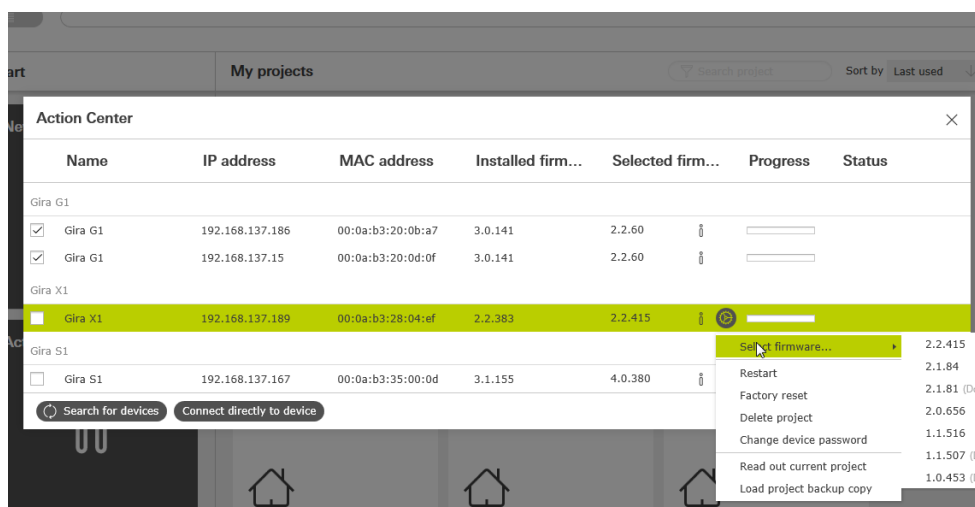 art
My projects
Search project
Sort by Last used
Ne
Action Center
Name IP address MAC address Installed firm... Selected firm... Progress Status
Gira G1
Gira G1 192.168.137.186 00:0a:b3:20:0b:a7 3.0.141 2.2.60
Gira G1 192.168.137.15 00:0a:b3:20:0d:0f 3.0.141 2.2.60
Gira X1
Gira X1 192.168.137.189 00:0a:b3:28:04:ef 2.2.383 2.2.415
Ac
Gira S1
Gira S1 192.168.137.167 00:0a:b3:35:00:0d 3.1.155 4.0.380
Search for devices Connect directly to device
Select firmware...
Restart
Factory reset
Delete project
Change device password
Read out current project
Load project backup copy
2.2.415
2.1.84
2.1.81 (De
2.0.656
1.1.516
1.1.507
1.0.453